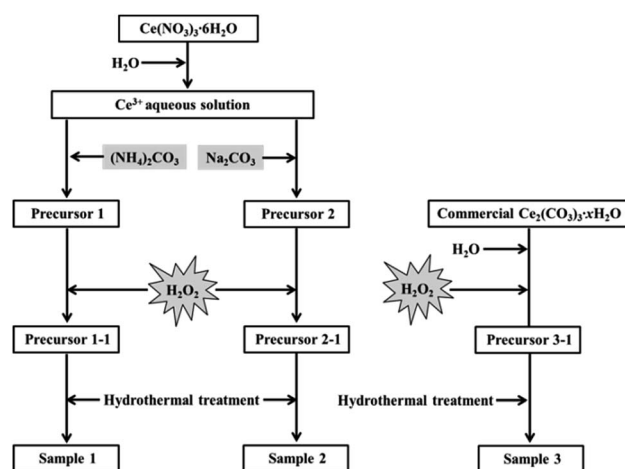 Ce(NO₃)₃·6H₂O
H₂O
Ce³⁺ aqueous solution
(NH₄)₂CO₃
Na₂CO₃
Precursor 1
Precursor 2
Commercial Ce₂(CO₃)₃·xH₂O
H₂O
H₂O₂
H₂O₂
Precursor 1-1
Precursor 2-1
Precursor 3-1
Hydrothermal treatment
Hydrothermal treatment
Sample 1
Sample 2
Sample 3